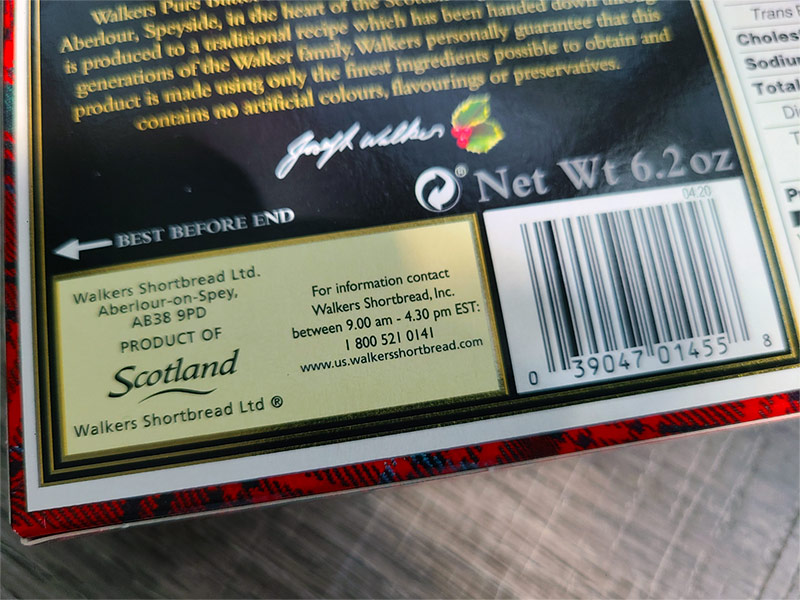 Walkers Pure
Aberlour, Speyside, in the heart of the
is produced to a traditional recipe which has been handed down
generations of the Walker family. Walkers personally guarantee that this
product is made using only the finest ingredients possible to obtain and
contains no artificial colours, flavourings or preservatives.
Joseph Walker
® Net Wt 6.2 oz
BEST BEFORE END
Walkers Shortbread Ltd.
Aberlour-on-Spey,
AB38 9PD
PRODUCT OF
Scotland
Walkers Shortbread Ltd ®
For information contact
Walkers Shortbread, Inc.
between 9.00 am - 4.30 pm EST:
1 800 521 0141
www.us.walkersshortbread.com
04:20
0 39047 01455 8
Trans
Choles
Sodiu
Total
Di